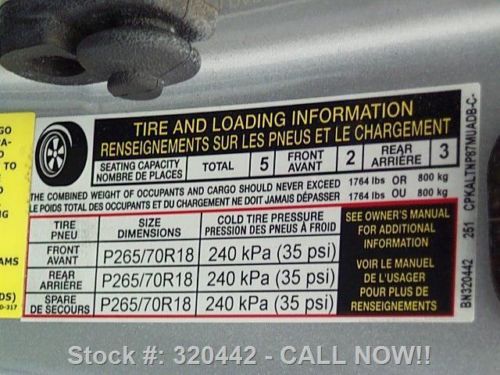 TIRE AND LOADING INFORMATION
RENSEIGNEMENTS SUR LES PNEUS ET LE CHARGEMENT
SEATING CAPACITY
NOMBRE DE PLACES
TOTAL 5 FRONT AVANT 2 REAR ARRIÈRE 3
THE COMBINED WEIGHT OF OCCUPANTS AND CARGO SHOULD NEVER EXCEED 1764 lbs OR 800 kg
LE POIDS TOTAL DES OCCUPANTS ET DU CHARGEMENT NE DOIT JAMAIS DÉPASSER 1764 lbs OU 800 kg
TIRE PNEU SIZE DIMENSIONS COLD TIRE PRESSURE PRESSION DES PNEUS À FROID
FRONT AVANT P265/70R18 240 kPa (35 psi)
REAR ARRIÈRE P265/70R18 240 kPa (35 psi)
SPARE DE SECOURS P265/70R18 240 kPa (35 psi)
SEE OWNER'S MANUAL
FOR ADDITIONAL
INFORMATION
VOIR LE MANUEL
DE L'USAGER
POUR PLUS DE
RENSEIGNEMENTS
BN320442 251 CPKALTNP87MUADB-C-
GO
TO
AMS
DS)
0-317
Stock #: 320442 - CALL NOW!!